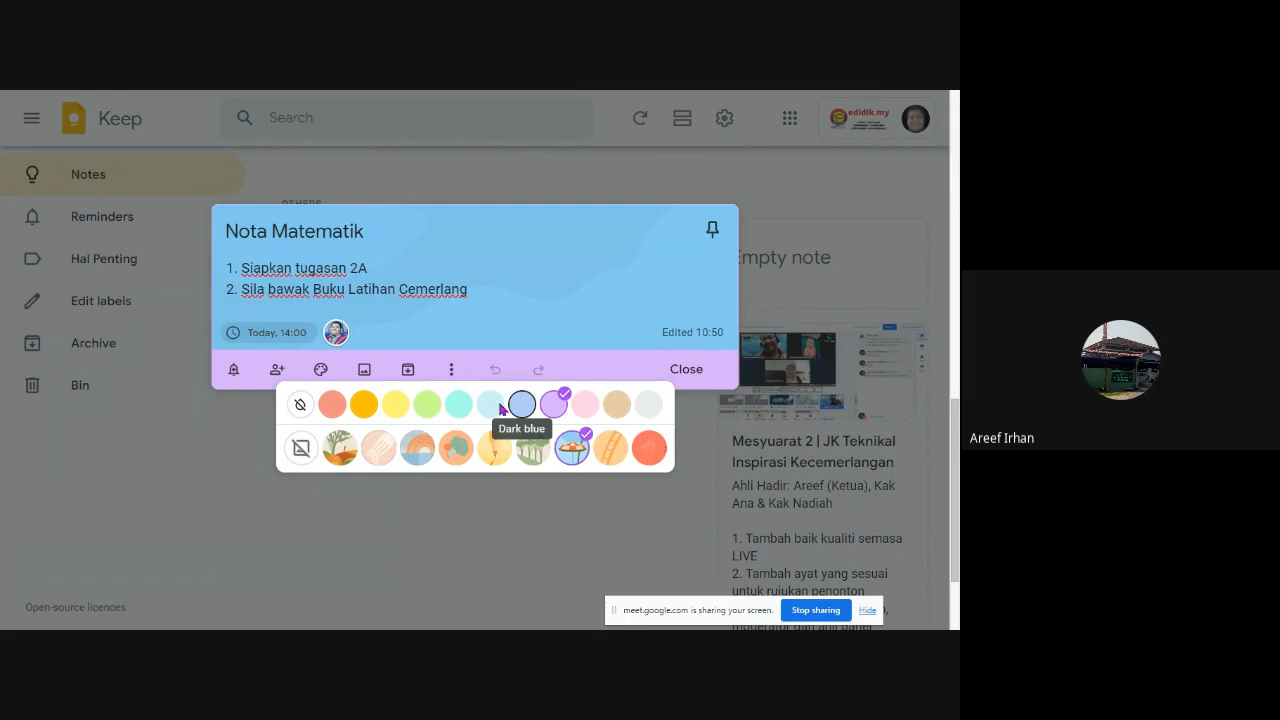 Keep
Search
edidik.my
Notes
Reminders
Hal Penting
Edit labels
Archive
Bin
OTHERS
Nota Matematik
1. Siapkan tugasan 2A
2. Sila bawak Buku Latihan Cemerlang
Today, 14:00
Edited 10:50
Close
Dark blue
Empty note
Mesyuarat 2 | JK Teknikal
Inspirasi Kecemerlangan
Ahli Hadir: Areef (Ketua), Kak
Ana & Kak Nadiah
1. Tambah baik kualiti semasa
LIVE
2. Tambah ayat yang sesuai
untuk rujukan penonton
meet.google.com is sharing your screen.
Stop sharing
Hide
Open-source licences
Areef Irhan